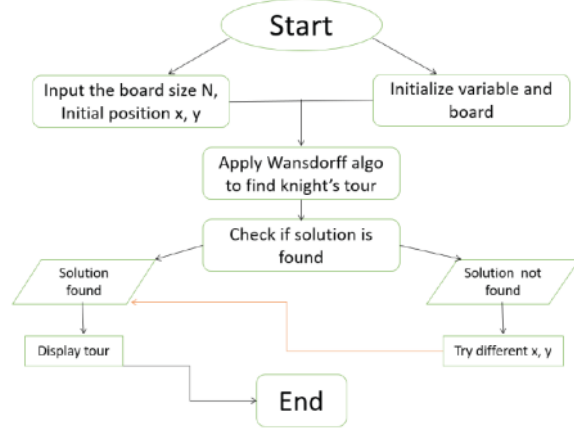 Start
Input the board size N,
Initial position x, y
Initialize variable and
board
Apply Wansdorff algo
to find knight's tour
Check if solution is
found
Solution
found
Solution not
found
Display tour
Try different x, y
End